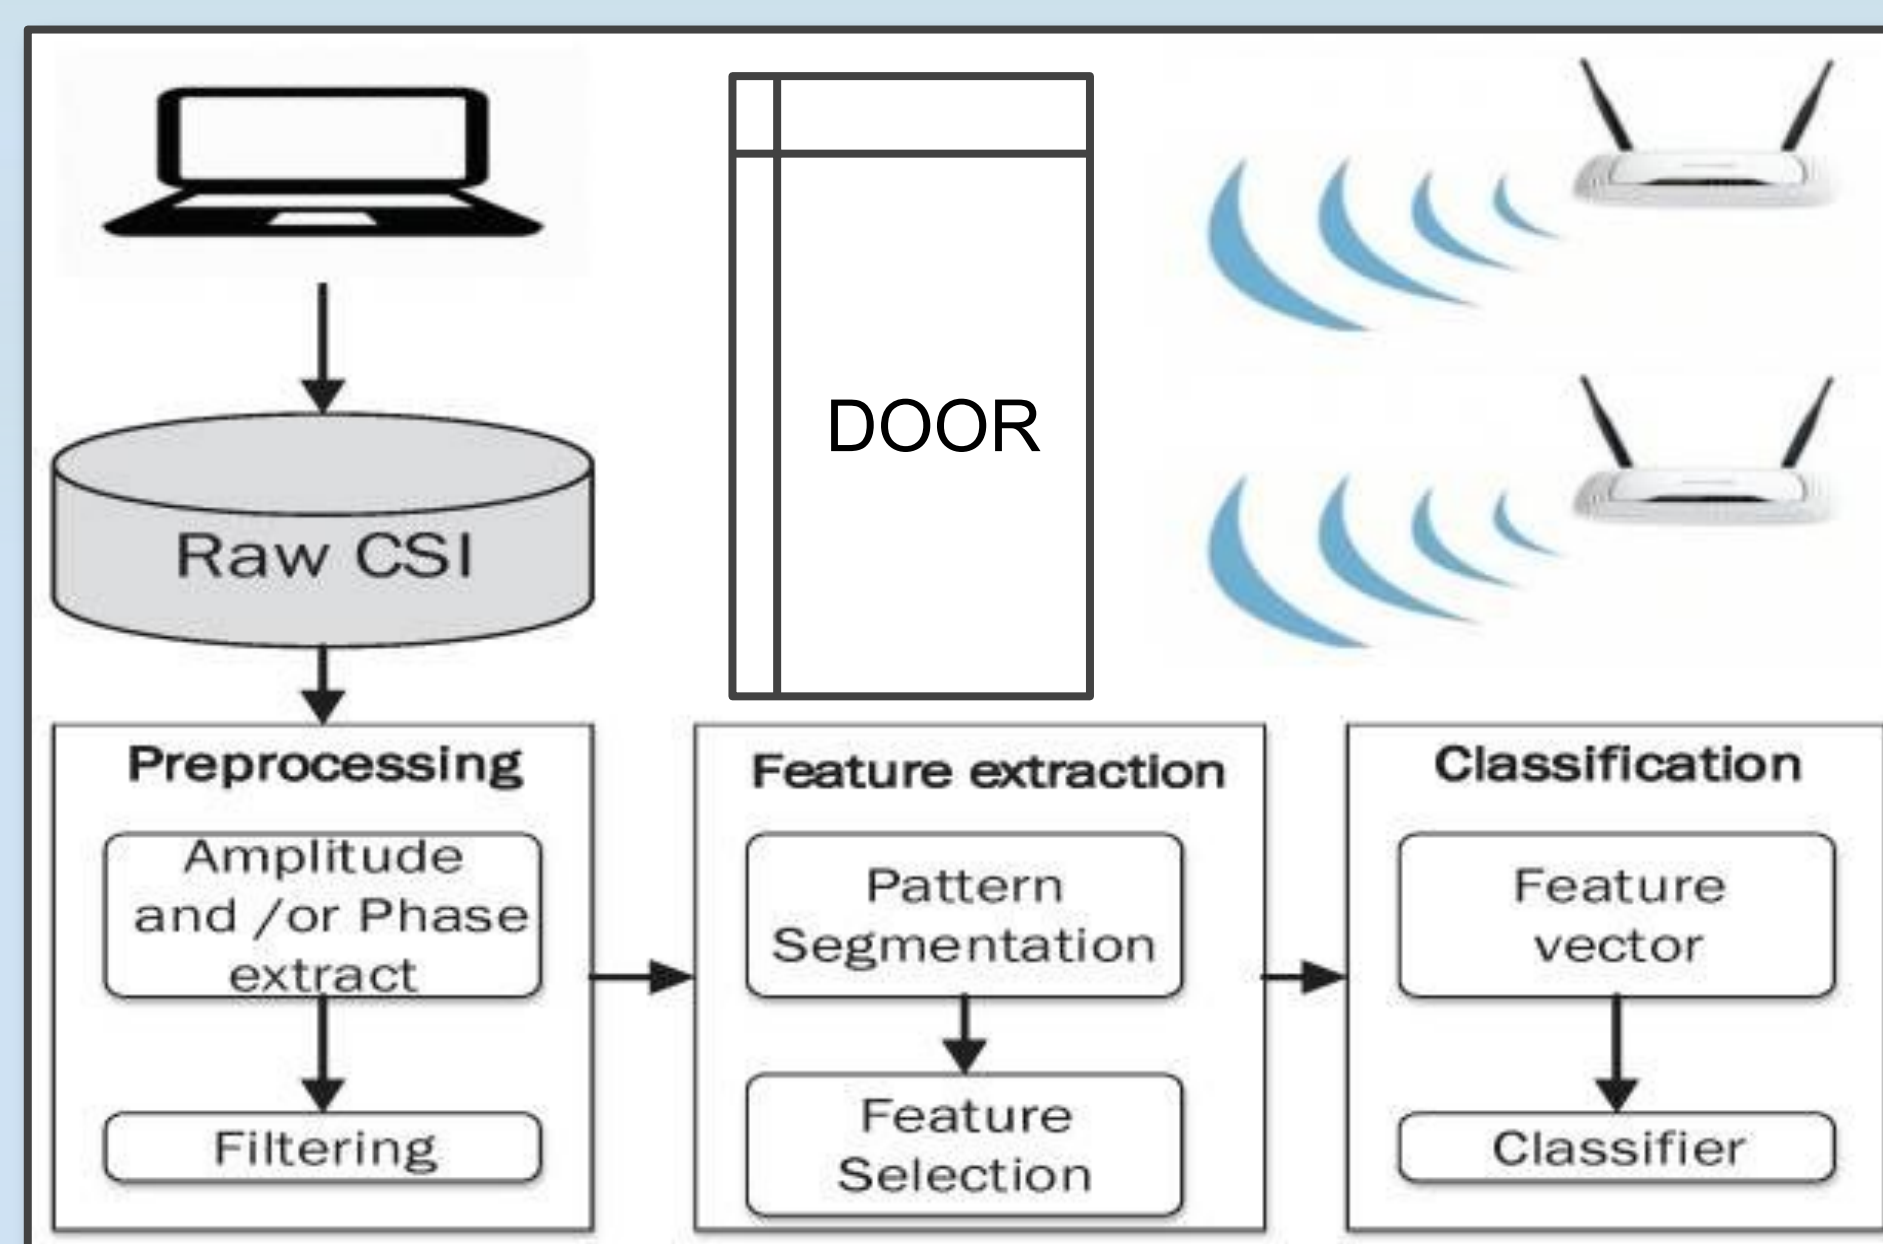 DOOR
Raw CSI
Preprocessing
Amplitude
and /or Phase
extract
Filtering
Feature extraction
Pattern
Segmentation
Feature
Selection
Classification
Feature
vector
Classifier